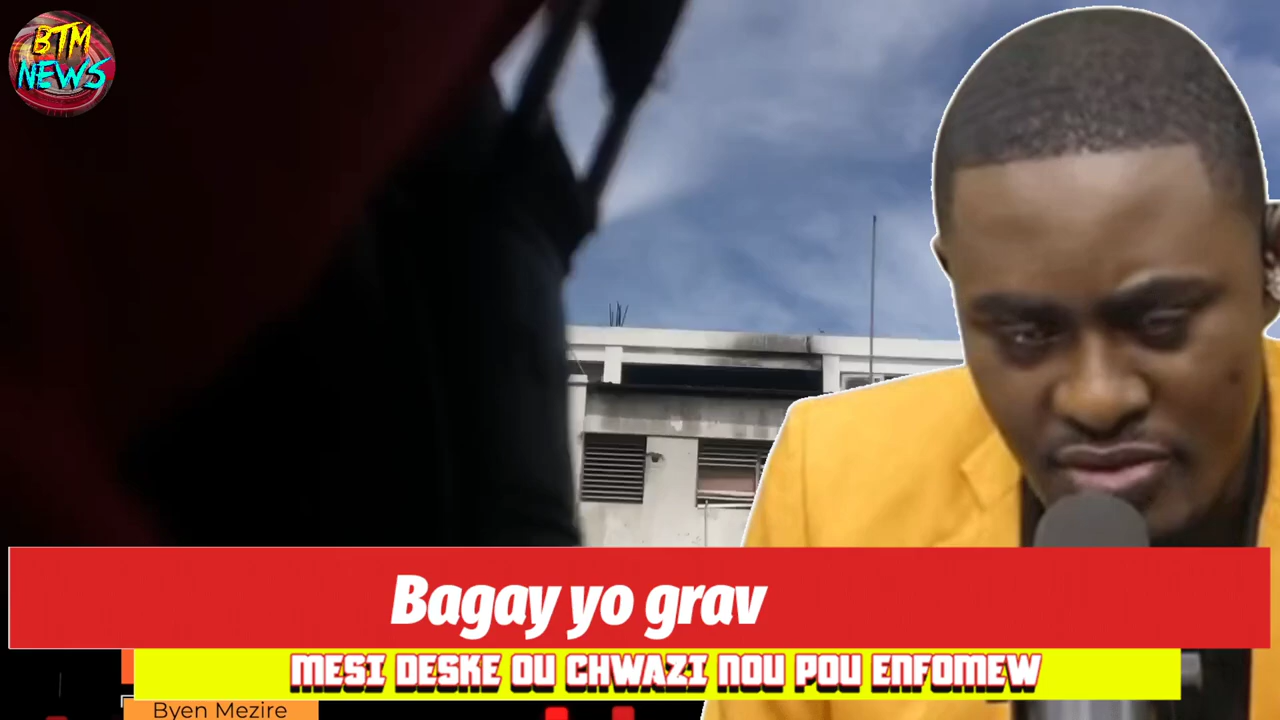 BTM
NEWS
Bagay yo grav
MESI DESKE OU CHWAZI NOU POU ENFOMEW
Byen Mezire